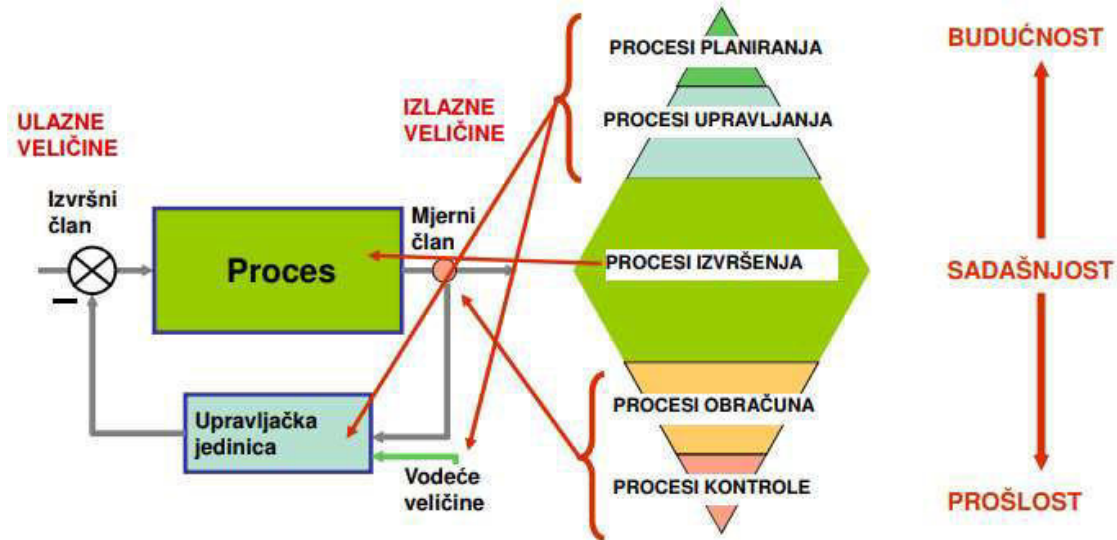 ULAZNE
VELIČINE
Izvršni
član
Proces
IZLAZNE
VELIČINE
Mjerni
član
Upravljačka
jedinica
Vodeće
veličine
PROCESI PLANIRANJA
PROCESI UPRAVLJANJA
PROCESI IZVRŠENJA
PROCESI OBRAČUNA
PROCESI KONTROLE
BUDUĆNOST
SADAŠNJOST
PROŠLOST